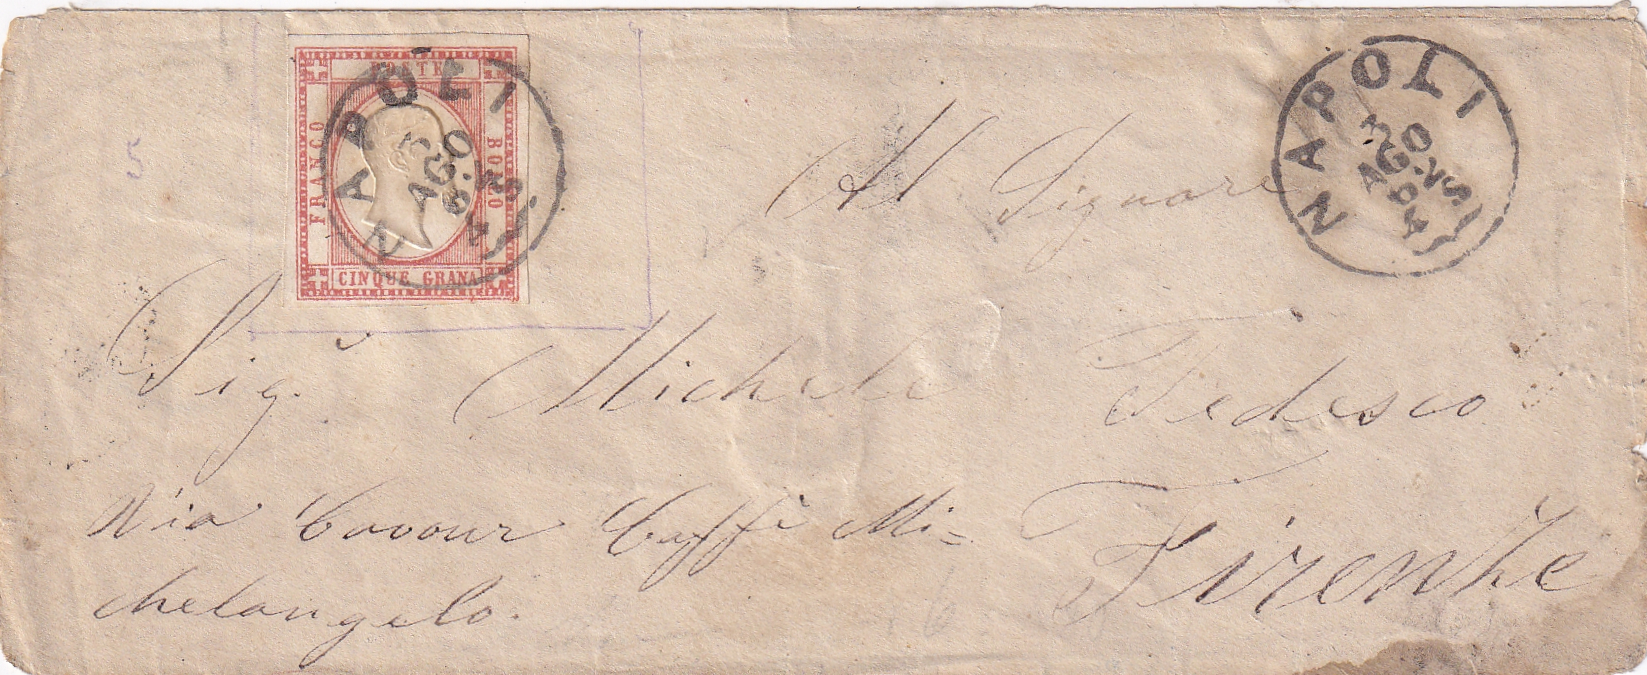 FRANCO
POSTE
BOLLO
CINQUE GRANA
NAPOLI
AGO
NAPOLI
AGO
5
Al Signore
Sig. Michele Tedesco
Via Cavour Caffè Mi=
chelangelo.
Firenze